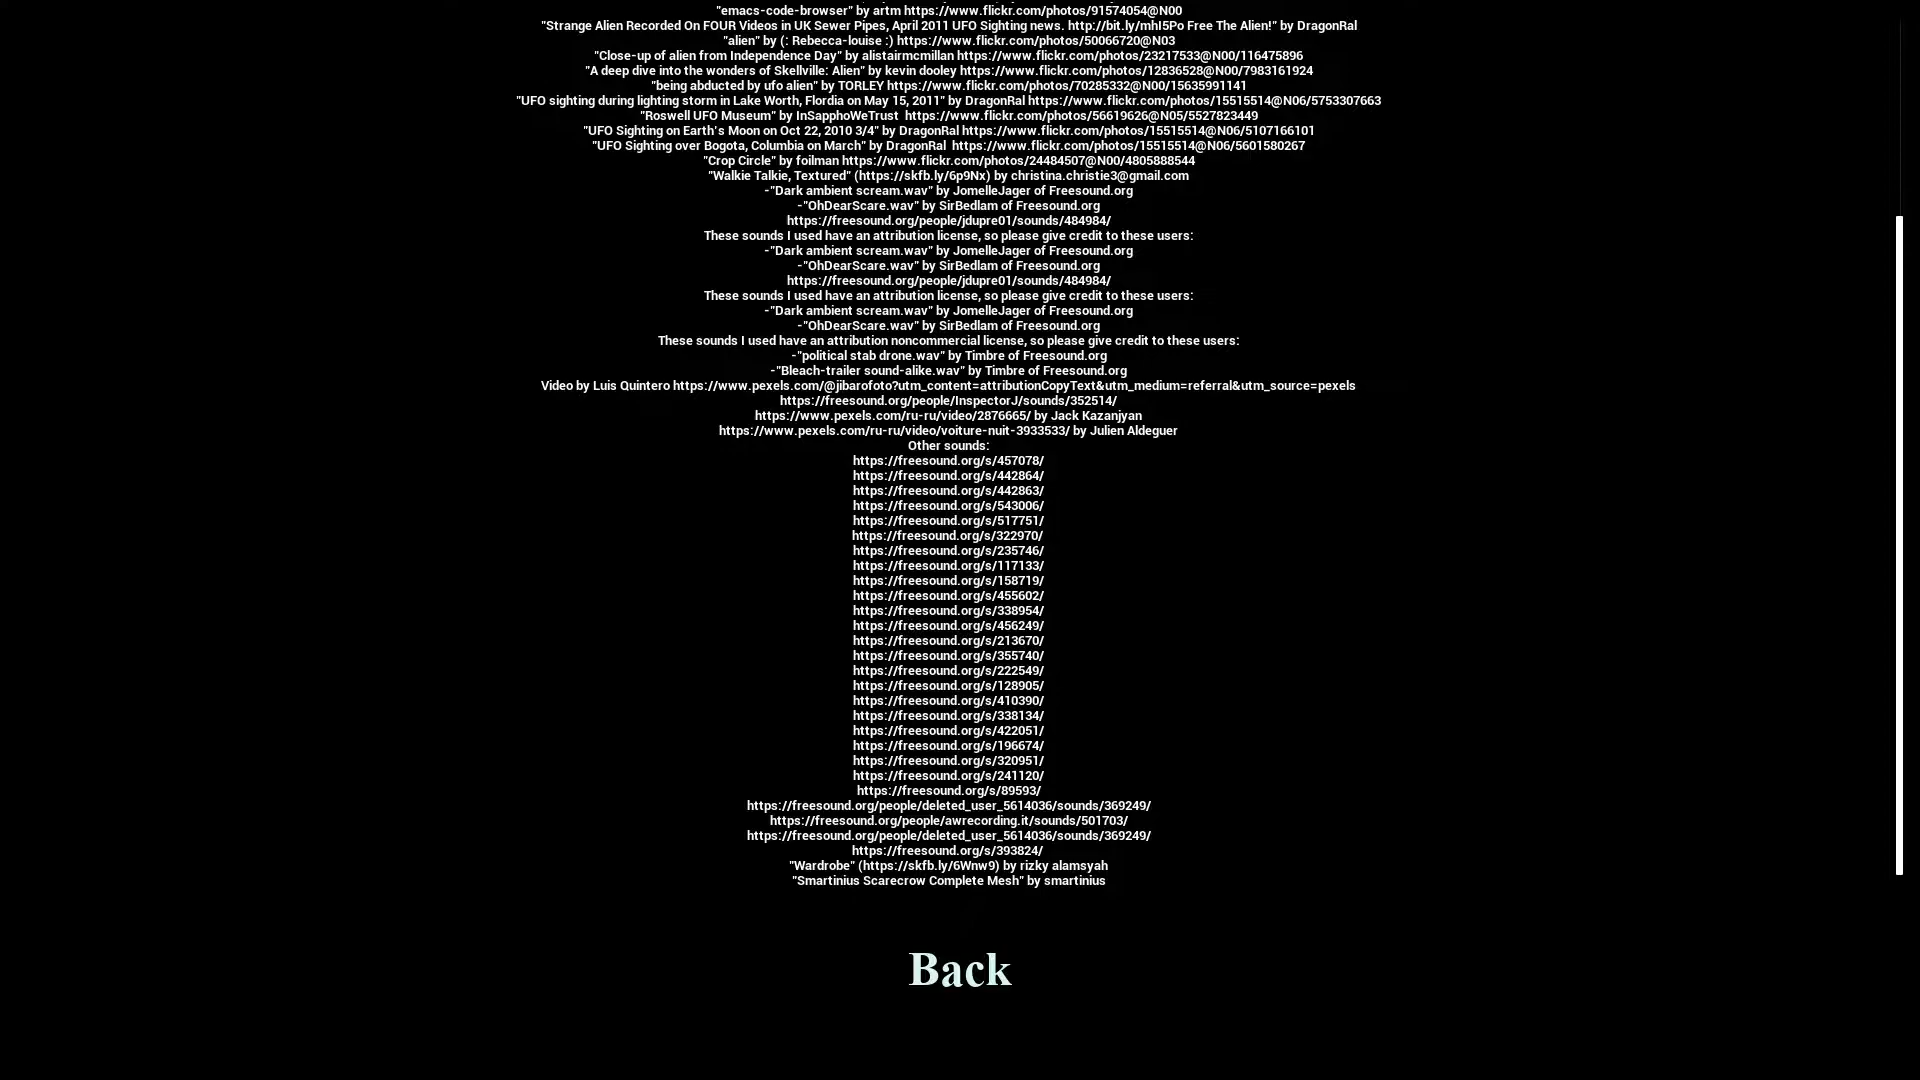 "emacs-code-browser" by artm https://www.flickr.com/photos/91574054@N00
"Strange Alien Recorded On FOUR Videos in UK Sewer Pipes, April 2011 UFO Sighting news. http://bit.ly/mhI5Po Free The Alien!" by DragonRal
"alien" by (: Rebecca-louise :) https://www.flickr.com/photos/50066720@N03
"Close-up of alien from Independence Day" by alistairmcmillan https://www.flickr.com/photos/23217533@N00/116475896
"A deep dive into the wonders of Skellville: Alien" by kevin dooley https://www.flickr.com/photos/12836528@N00/7983161924
"being abducted by ufo alien" by TORLEY https://www.flickr.com/photos/70285332@N00/15635991141
"UFO sighting during lighting storm in Lake Worth, Flordia on May 15, 2011" by DragonRal https://www.flickr.com/photos/15515514@N06/5753307663
"Roswell UFO Museum" by InSapphoWeTrust  https://www.flickr.com/photos/56619626@N05/5527823449
"UFO Sighting on Earth's Moon on Oct 22, 2010 3/4" by DragonRal https://www.flickr.com/photos/15515514@N06/5107166101
"UFO Sighting over Bogota, Columbia on March" by DragonRal  https://www.flickr.com/photos/15515514@N06/5601580267
"Crop Circle" by foilman https://www.flickr.com/photos/24484507@N00/4805888544
"Walkie Talkie, Textured" (https://skfb.ly/6p9Nx) by christina.christie3@gmail.com
-"Dark ambient scream.wav" by JomelleJager of Freesound.org
-"OhDearScare.wav" by SirBedlam of Freesound.org
https://freesound.org/people/jdupre01/sounds/484984/
These sounds I used have an attribution license, so please give credit to these users:
-"Dark ambient scream.wav" by JomelleJager of Freesound.org
-"OhDearScare.wav" by SirBedlam of Freesound.org
https://freesound.org/people/jdupre01/sounds/484984/
These sounds I used have an attribution license, so please give credit to these users:
-"Dark ambient scream.wav" by JomelleJager of Freesound.org
-"OhDearScare.wav" by SirBedlam of Freesound.org
These sounds I used have an attribution noncommercial license, so please give credit to these users:
-"political stab drone.wav" by Timbre of Freesound.org
-"Bleach-trailer sound-alike.wav" by Timbre of Freesound.org
Video by Luis Quintero https://www.pexels.com/@jibarofoto?utm_content=attributionCopyText&utm_medium=referral&utm_source=pexels
https://freesound.org/people/InspectorJ/sounds/352514/
https://www.pexels.com/ru-ru/video/2876665/ by Jack Kazanjyan
https://www.pexels.com/ru-ru/video/voiture-nuit-3933533/ by Julien Aldeguer
Other sounds:
https://freesound.org/s/457078/
https://freesound.org/s/442864/
https://freesound.org/s/442863/
https://freesound.org/s/543006/
https://freesound.org/s/517751/
https://freesound.org/s/322970/
https://freesound.org/s/235746/
https://freesound.org/s/117133/
https://freesound.org/s/158719/
https://freesound.org/s/455602/
https://freesound.org/s/338954/
https://freesound.org/s/456249/
https://freesound.org/s/213670/
https://freesound.org/s/355740/
https://freesound.org/s/222549/
https://freesound.org/s/128905/
https://freesound.org/s/410390/
https://freesound.org/s/338134/
https://freesound.org/s/422051/
https://freesound.org/s/196674/
https://freesound.org/s/320951/
https://freesound.org/s/241120/
https://freesound.org/s/89593/
https://freesound.org/people/deleted_user_5614036/sounds/369249/
https://freesound.org/people/awrecording.it/sounds/501703/
https://freesound.org/people/deleted_user_5614036/sounds/369249/
https://freesound.org/s/393824/
"Wardrobe" (https://skfb.ly/6Wnw9) by rizky alamsyah
"Smartinius Scarecrow Complete Mesh" by smartinius
Back